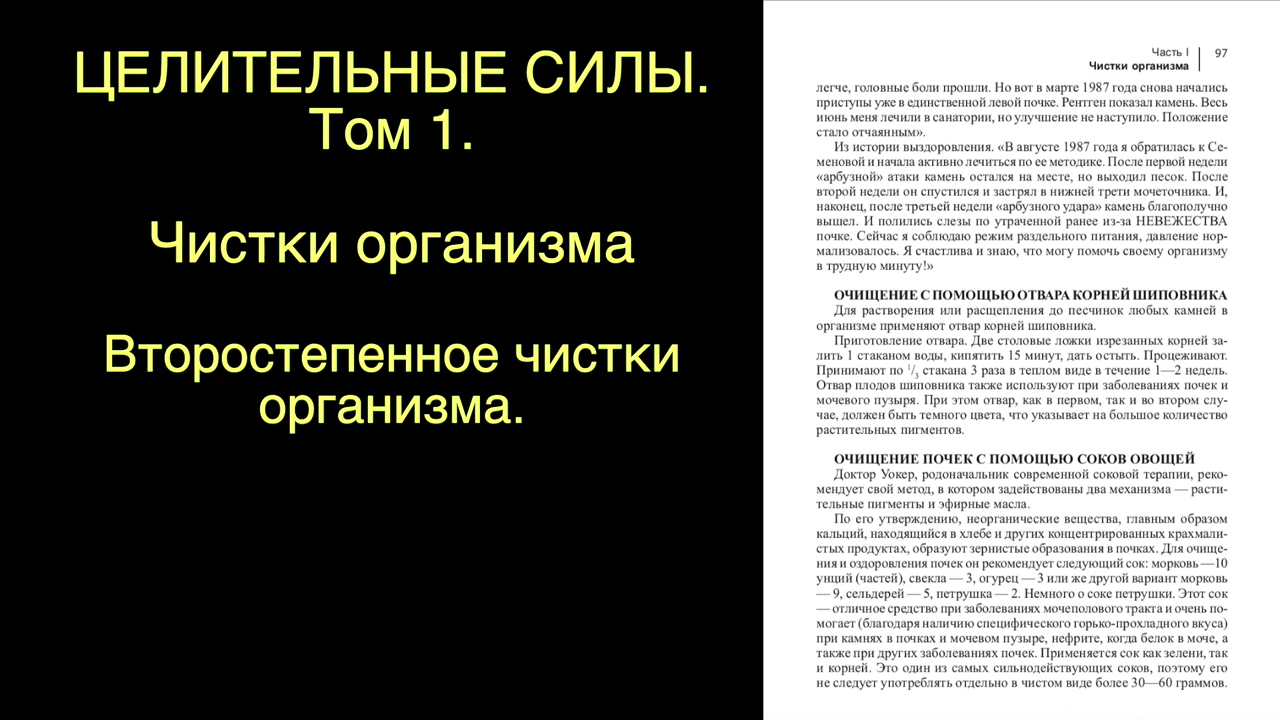 ЦЕЛИТЕЛЬНЫЕ СИЛЫ.
Том 1.
Чистки организма
Второстепенное чистки
организма.
Часть I
97
Чистки организма
легче, головные боли прошли. Но вот в марте 1987 года снова начались
приступы уже в единственной левой почке. Рентген показал камень. Весь
июнь меня лечили в санатории, но улучшение не наступило. Положение
стало отчаянным».
Из истории выздоровления. «В августе 1987 года я обратилась к Се-
меновой и начала активно лечиться по ее методике. После первой недели
«арбузной» атаки камень остался на месте, но выходил песок. После
второй недели он спустился и застрял в нижней трети мочеточника. И,
наконец, после третьей недели «арбузного удара» камень благополучно
вышел. И полились слезы по утраченной ранее из-за НЕВЕЖЕСТВА
почке. Сейчас я соблюдаю режим раздельного питания, давление нор-
мализовалось. Я счастлива и знаю, что могу помочь своему организму
в трудную минуту!»
ОЧИЩЕНИЕ С ПОМОЩЬЮ ОТВАРА КОРНЕЙ ШИПОВНИКА
Для растворения или расщепления до песчинок любых камней в
организме применяют отвар корней шиповника.
Приготовление отвара. Две столовые ложки изрезанных корней за-
лить 1 стаканом воды, кипятить 15 минут, дать остыть. Процеживают.
Принимают по 1/3 стакана 3 раза в теплом виде в течение 1—2 недель.
Отвар плодов шиповника также используют при заболеваниях почек и
мочевого пузыря. При этом отвар, как в первом, так и во втором слу-
чае, должен быть темного цвета, что указывает на большое количество
растительных пигментов.
ОЧИЩЕНИЕ ПОЧЕК С ПОМОЩЬЮ СОКОВ ОВОЩЕЙ
Доктор Уокер, родоначальник современной соковой терапии, реко-
мендует свой метод, в котором задействованы два механизма — расти-
тельные пигменты и эфирные масла.
По его утверждению, неорганические вещества, главным образом
кальций, находящийся в хлебе и других концентрированных крахмали-
стых продуктах, образуют зернистые образования в почках. Для очище-
ния и оздоровления почек он рекомендует следующий сок: морковь —10
унций (частей), свекла — 3, огурец — 3 или же другой вариант морковь
— 9, сельдерей — 5, петрушка — 2. Немного о соке петрушки. Этот сок
— отличное средство при заболеваниях мочеполового тракта и очень по-
могает (благодаря наличию специфического горько-прохладного вкуса)
при камнях в почках и мочевом пузыре, нефрите, когда белок в моче, а
также при других заболеваниях почек. Применяется сок как зелени, так
и корней. Это один из самых сильнодействующих соков, поэтому его
не следует употреблять отдельно в чистом виде более 30—60 граммов.